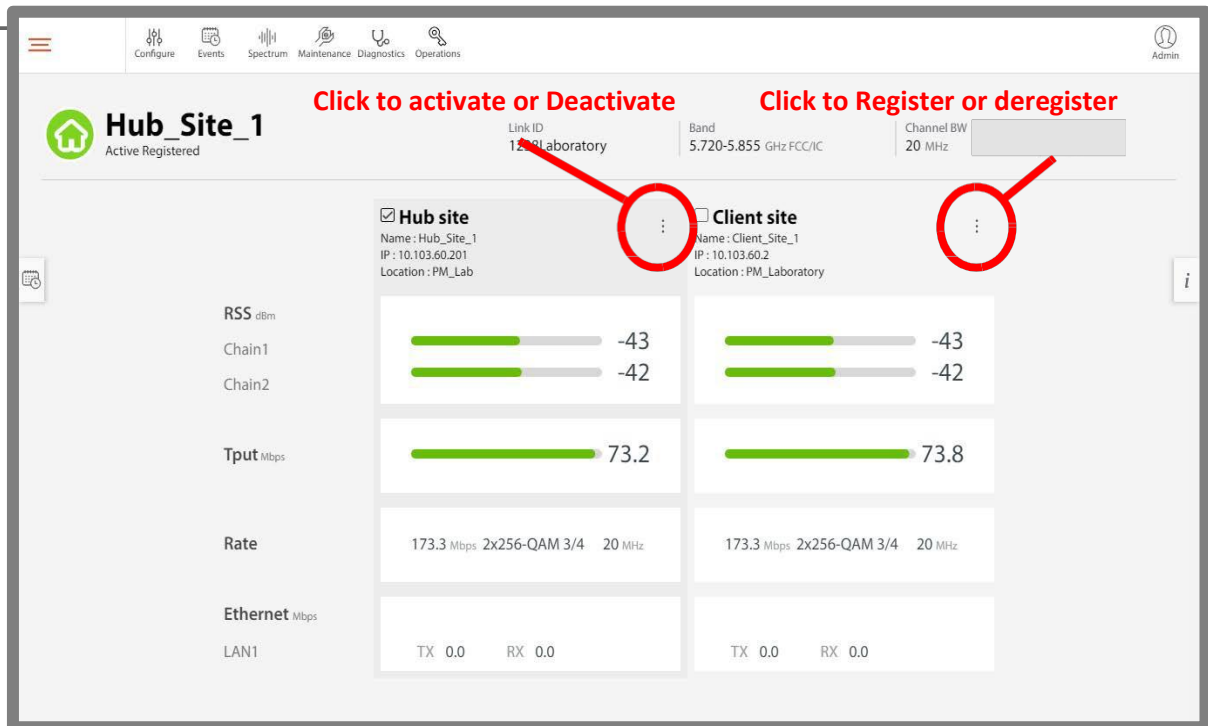 Configure Events Spectrum Maintenance Diagnostics Operations Admin
Click to activate or Deactivate Click to Register or deregister
Hub_Site_1
Active Registered
Link ID Band Channel BW
5.720-5.855 GHz FCC/IC 20 MHz
Hub site Client site
Name : Hub_Site_1 Name : Client_Site_1
IP : 10.103.60.201 IP : 10.103.60.2
Location : PM_Lab Location : PM_Laboratory
i
RSS dBm
Chain1 -43 -43
Chain2 -42 -42
Tput Mbps 73.2 73.8
Rate 173.3 Mbps 2x256-QAM 3/4 20 MHz 173.3 Mbps 2x256-QAM 3/4 20 MHz
Ethernet Mbps
LAN1 TX 0.0 RX 0.0 TX 0.0 RX 0.0